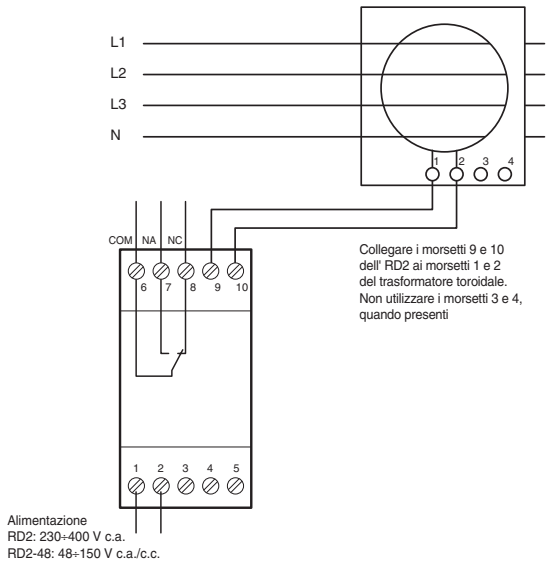 L1
L2
L3
N
1 2 3 4
COM NA NC
6 7 8 9 10
Collegare i morsetti 9 e 10
dell' RD2 ai morsetti 1 e 2
del trasformatore toroidale.
Non utilizzare i morsetti 3 e 4,
quando presenti
1 2 3 4 5
Alimentazione
RD2: 230÷400 V c.a.
RD2-48: 48÷150 V c.a./c.c.